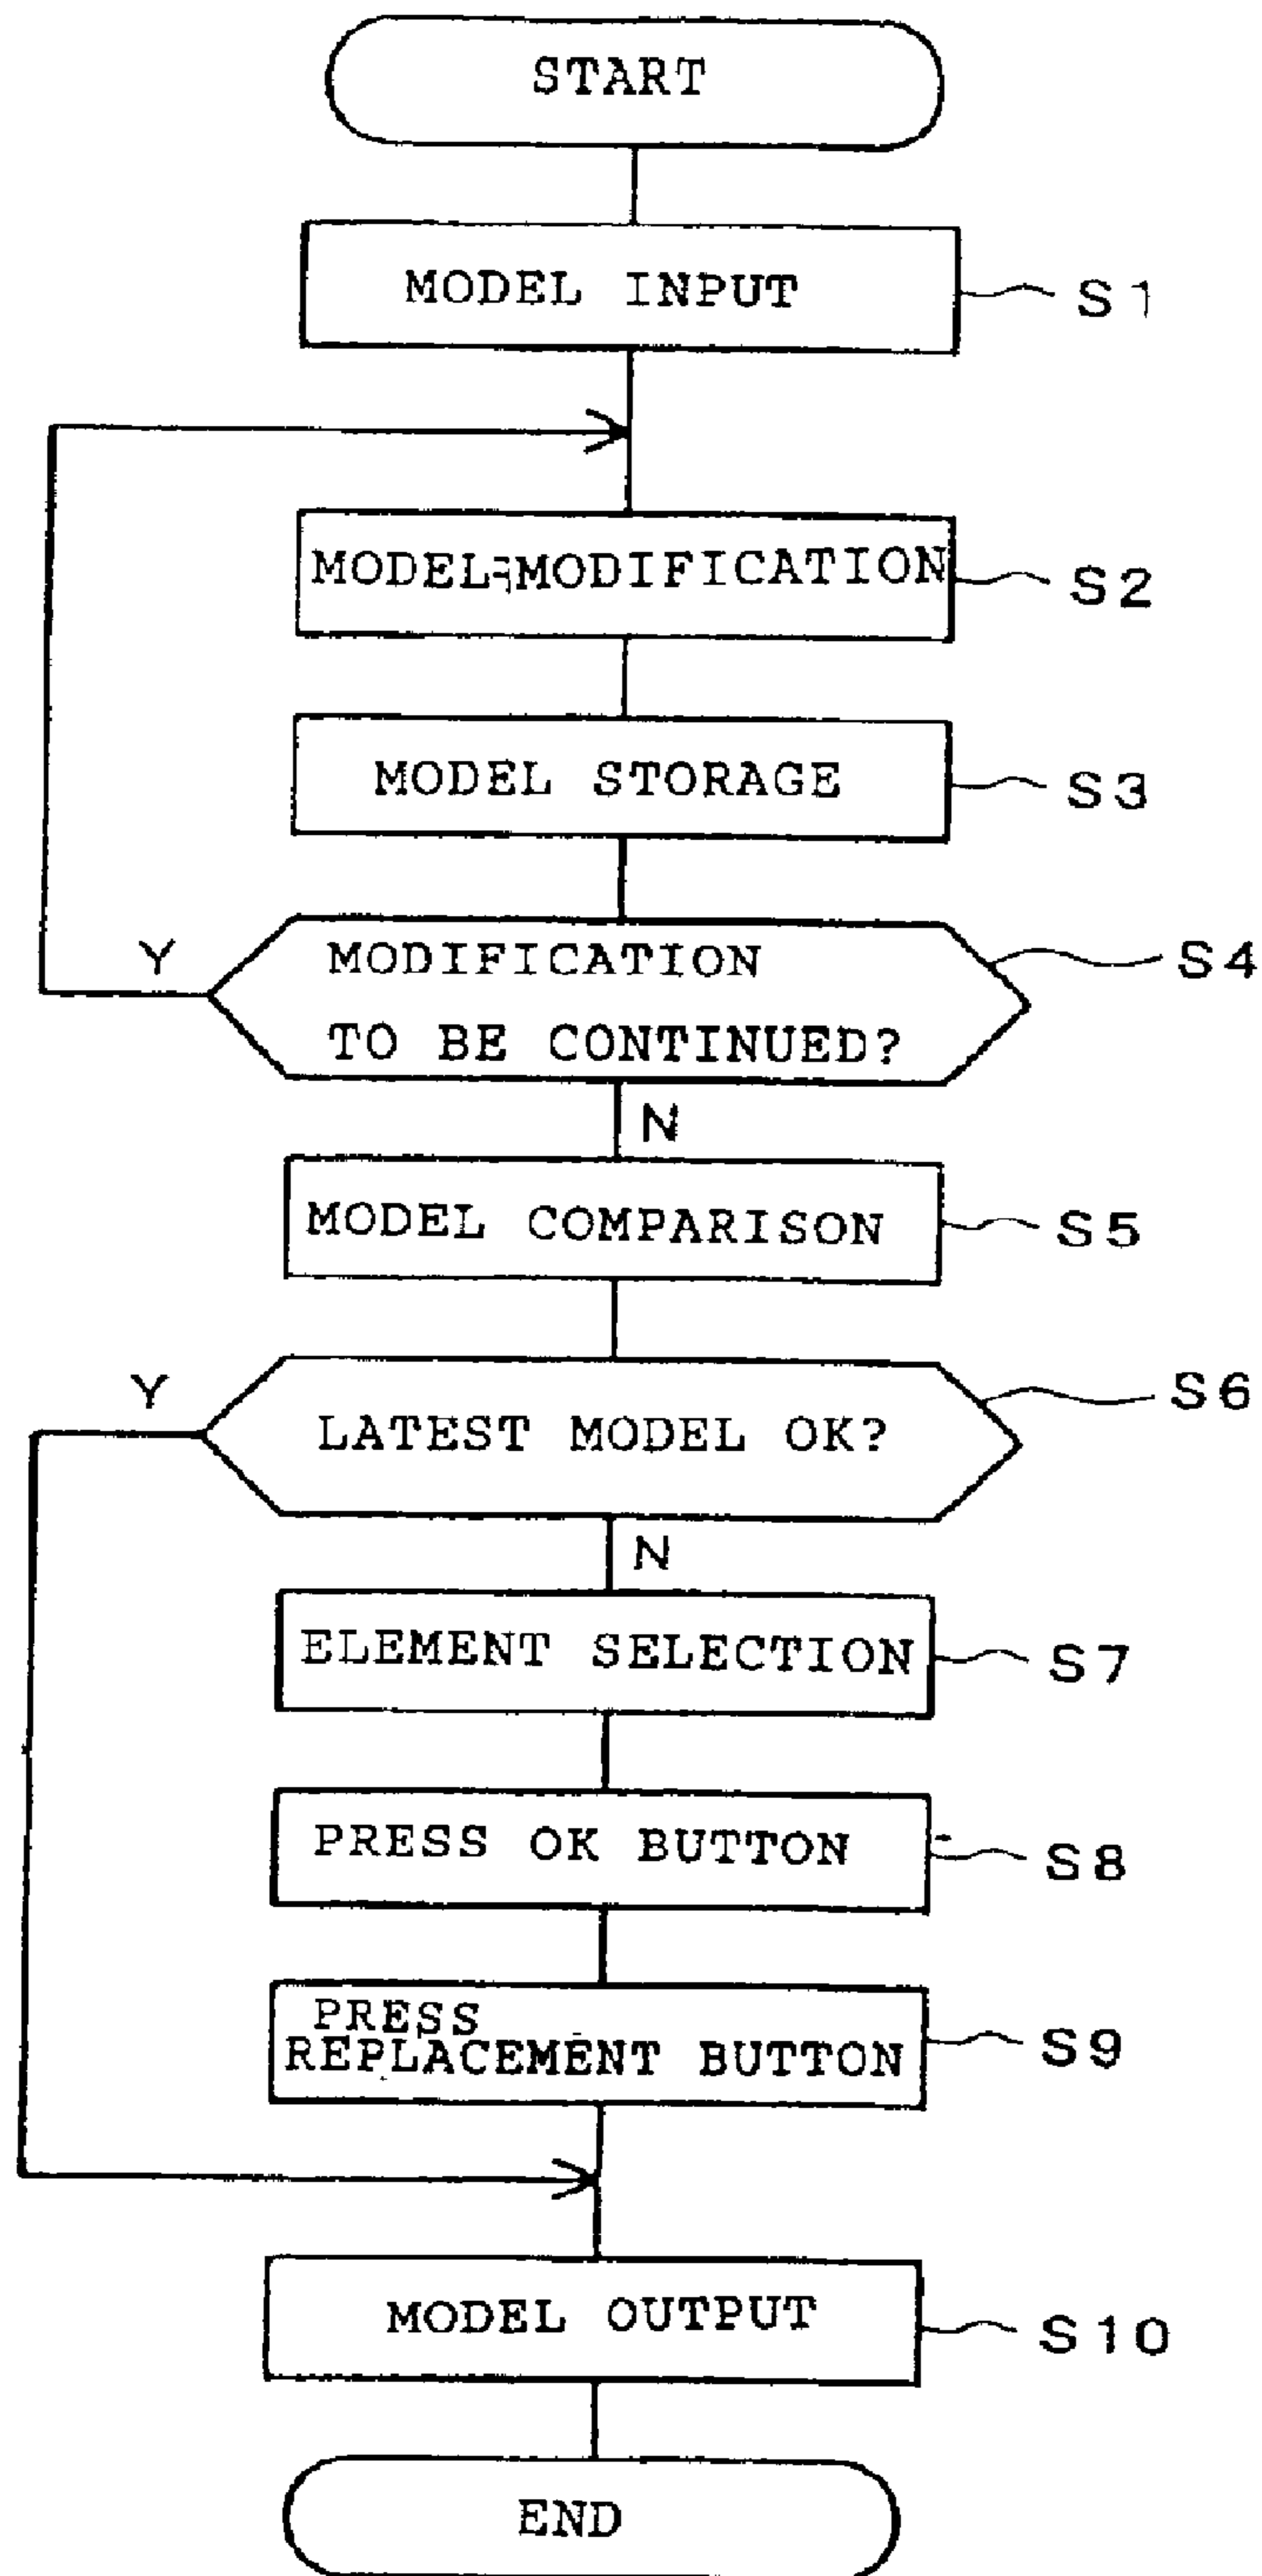 START
MODEL INPUT
S1
MODEL MODIFICATION
S2
MODEL STORAGE
S3
MODIFICATION
TO BE CONTINUED?
Y
S4
N
MODEL COMPARISON
S5
Y
LATEST MODEL OK?
S6
N
ELEMENT SELECTION
S7
PRESS OK BUTTON
S8
PRESS
REPLACEMENT BUTTON
S9
MODEL OUTPUT
S10
END